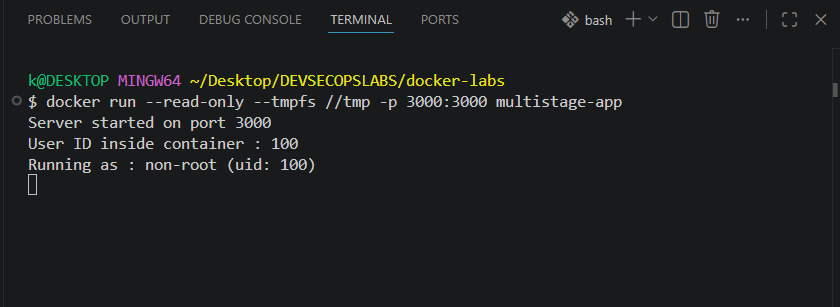 PROBLEMS OUTPUT DEBUG CONSOLE TERMINAL PORTS bash
k@DESKTOP MINGW64 ~/Desktop/DEVSECOPSLABS/docker-labs
$ docker run --read-only --tmpfs //tmp -p 3000:3000 multistage-app
Server started on port 3000
User ID inside container : 100
Running as : non-root (uid: 100)